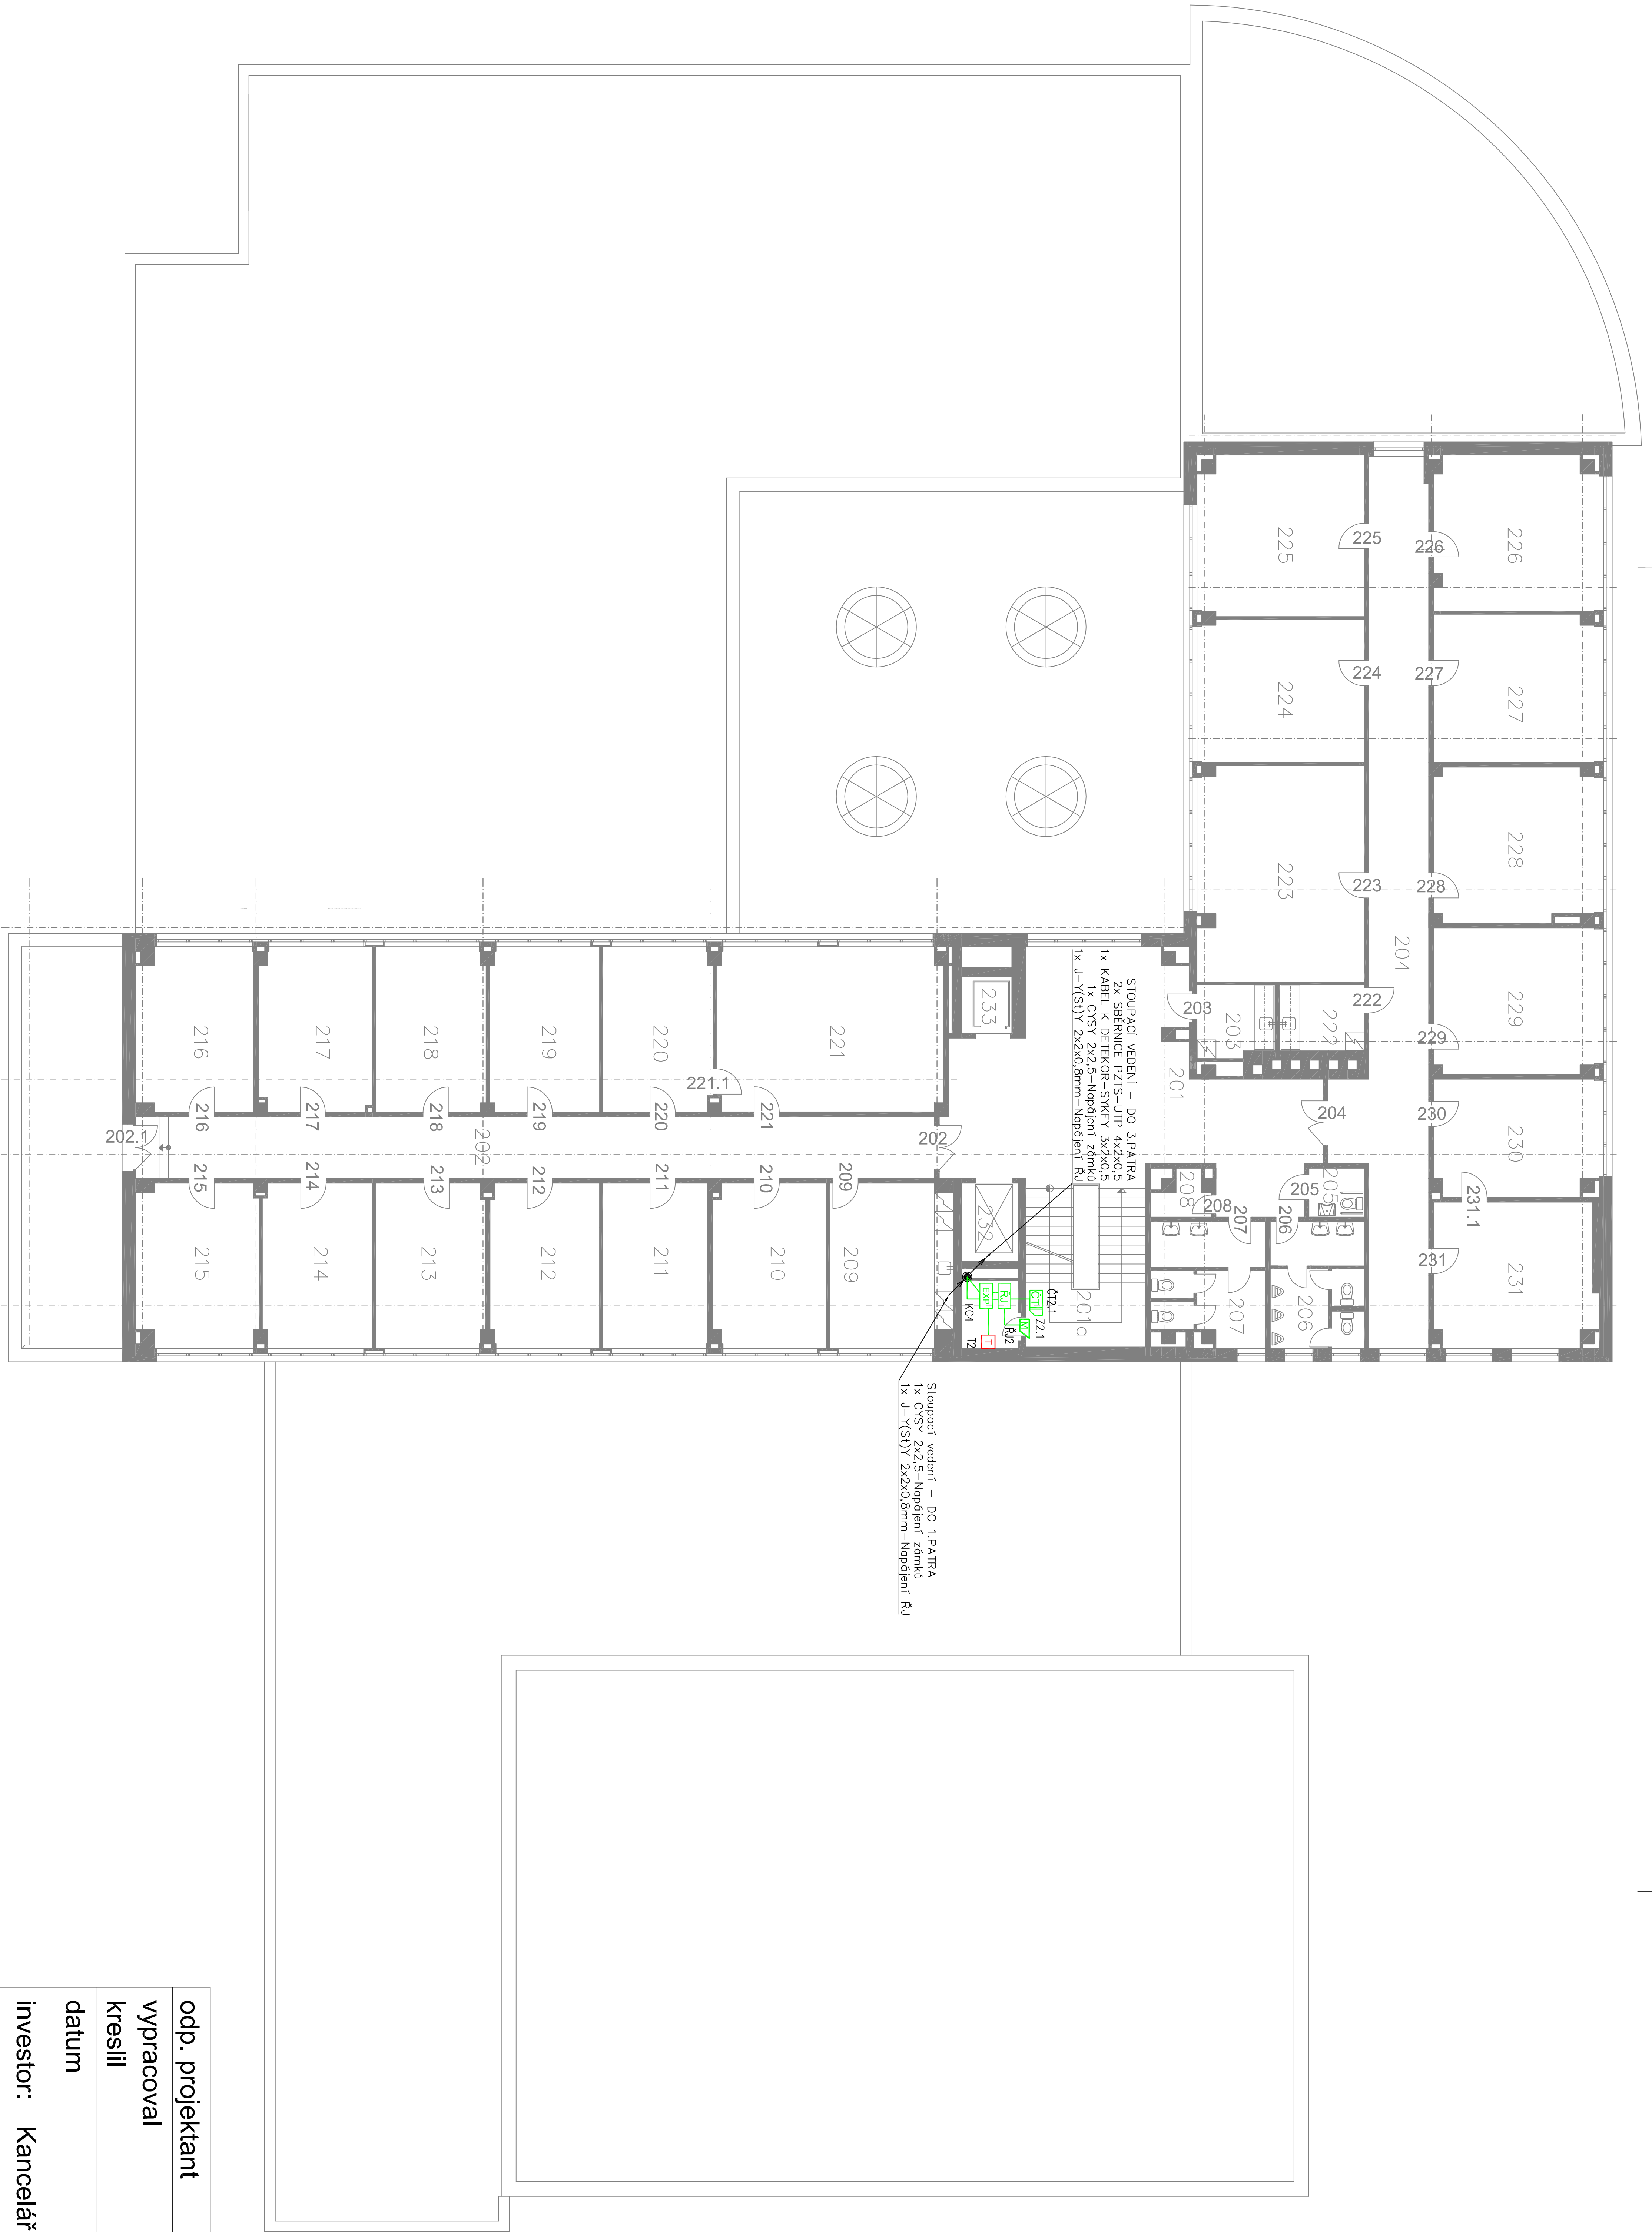 225
226
225
226
224
227
224
227
223
228
223
228
204
203
222
229
203
222
229
201
204
230
230
205
205
208
208
207
206
231.1
231
231
207
206
STOUPACÍ VEDENÍ – DO 3.PATRA
2x SBĚRNICE PZTS-UTP 4x2x0,5
1x KABEL K DETEKOR-SYKFY 3x2x0,5
1x CYSY 2x2,5-Napájení zámků
1x J-Y(St)Y 2x2x0,8mm-Napájení ŘJ
233
216
217
218
219
220
221
221.1
216
217
218
219
220
221
202.1
202
202
215
214
213
212
211
210
209
215
214
213
212
211
210
209
232
201a
ČT2.1
Z2.1
ČTL
M
RJ
EXP
ŘJ2
KC4
T
T2
Stoupací vedení – DO 1.PATRA
1x CYSY 2x2,5-Napájení zámků
1x J-Y(St)Y 2x2x0,8mm-Napájení ŘJ
odp. projektant
vypracoval
kreslil
datum
investor: Kancelář